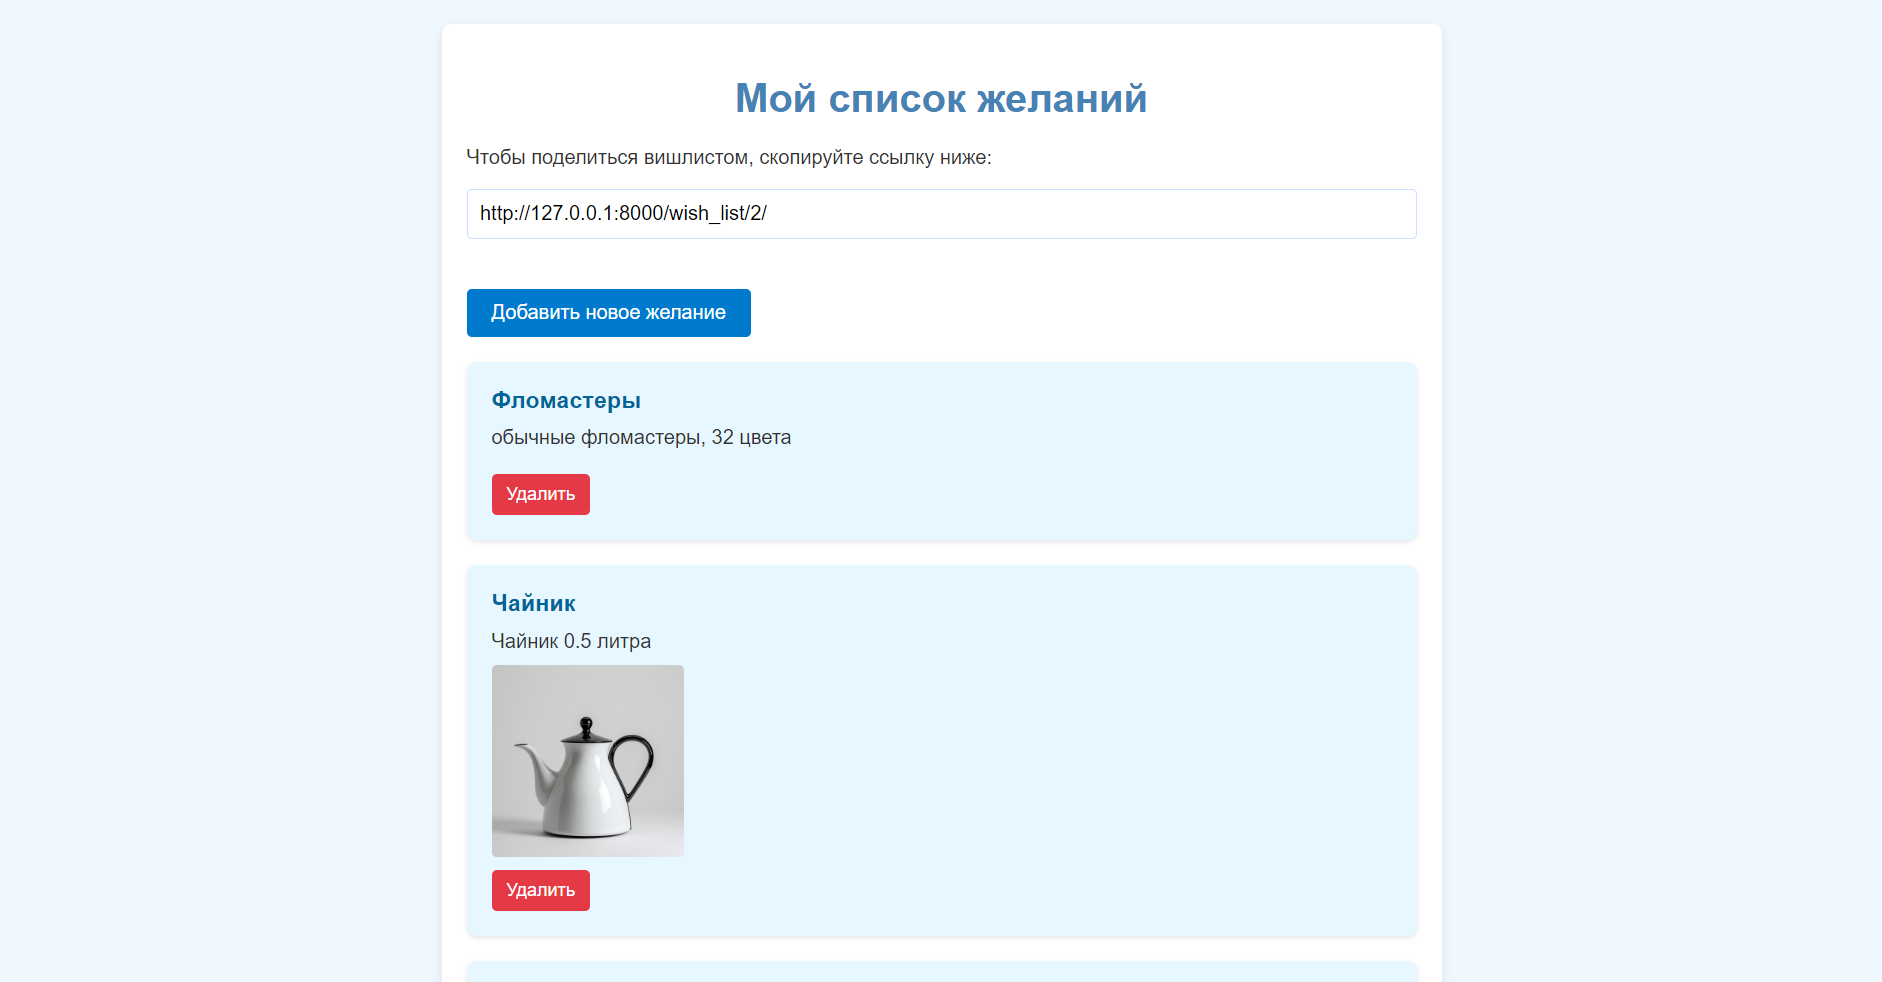 Мой список желаний
Чтобы поделиться вишлистом, скопируйте ссылку ниже:
http://127.0.0.1:8000/wish_list/2/
Добавить новое желание
Фломастеры
обычные фломастеры, 32 цвета
Удалить
Чайник
Чайник 0.5 литра
Удалить